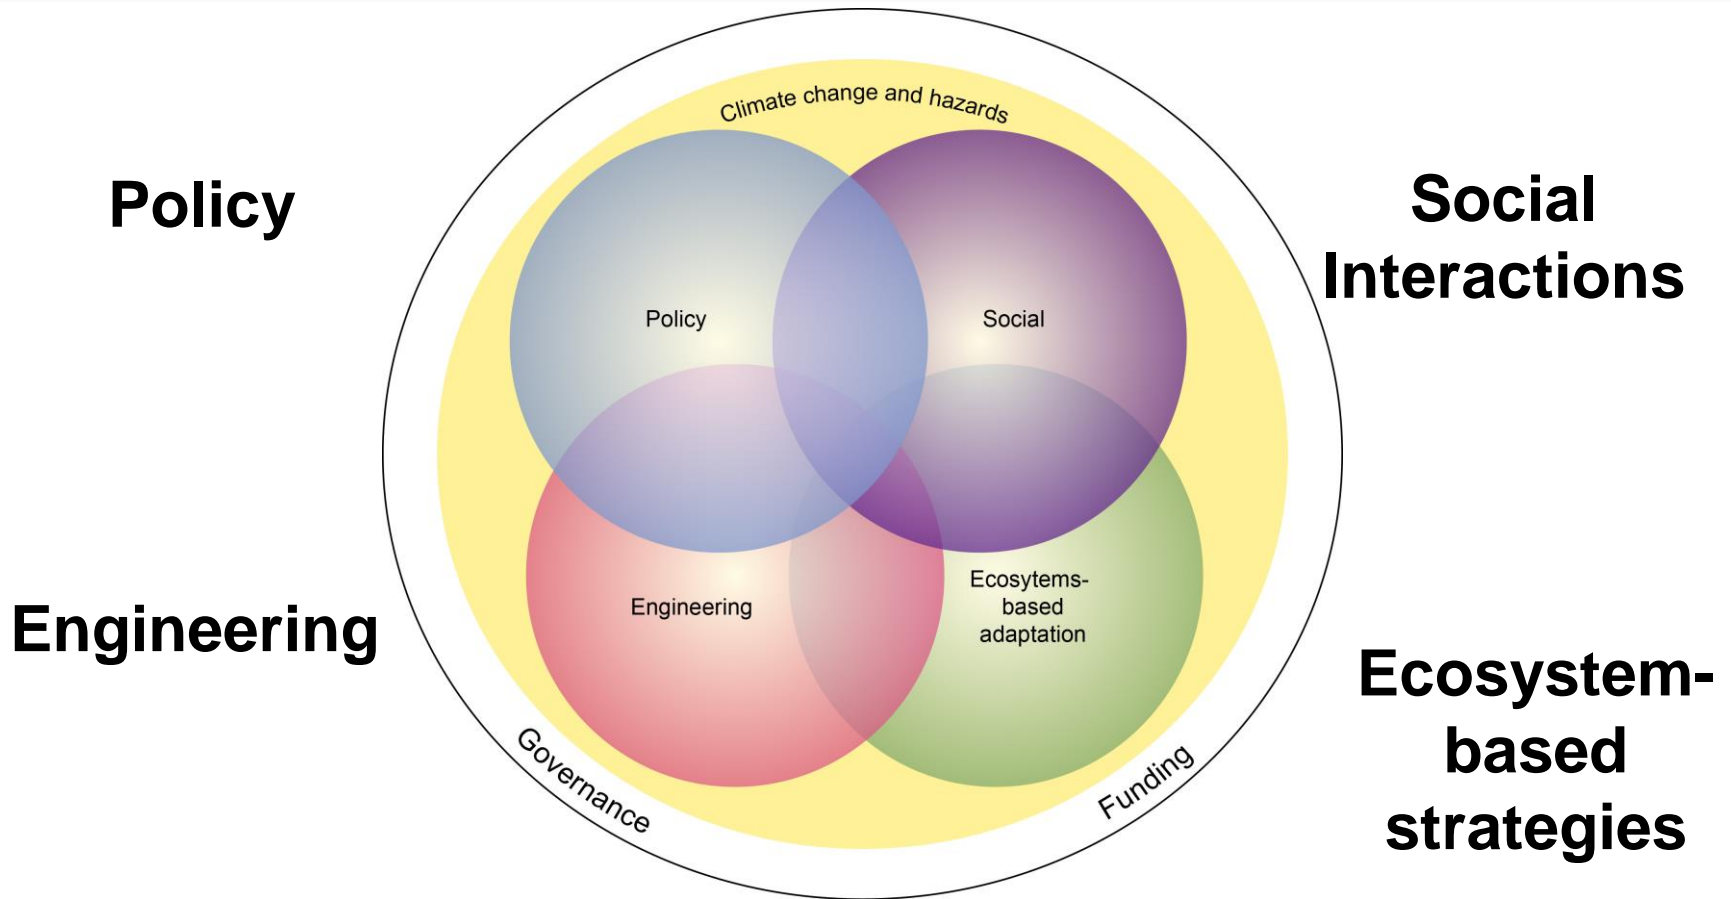 Climate change and hazards
Policy
Social
Interactions
Policy
Social
Engineering
Ecosytems-
based
adaptation
Engineering
Ecosystem-
based
strategies
Governance
Funding